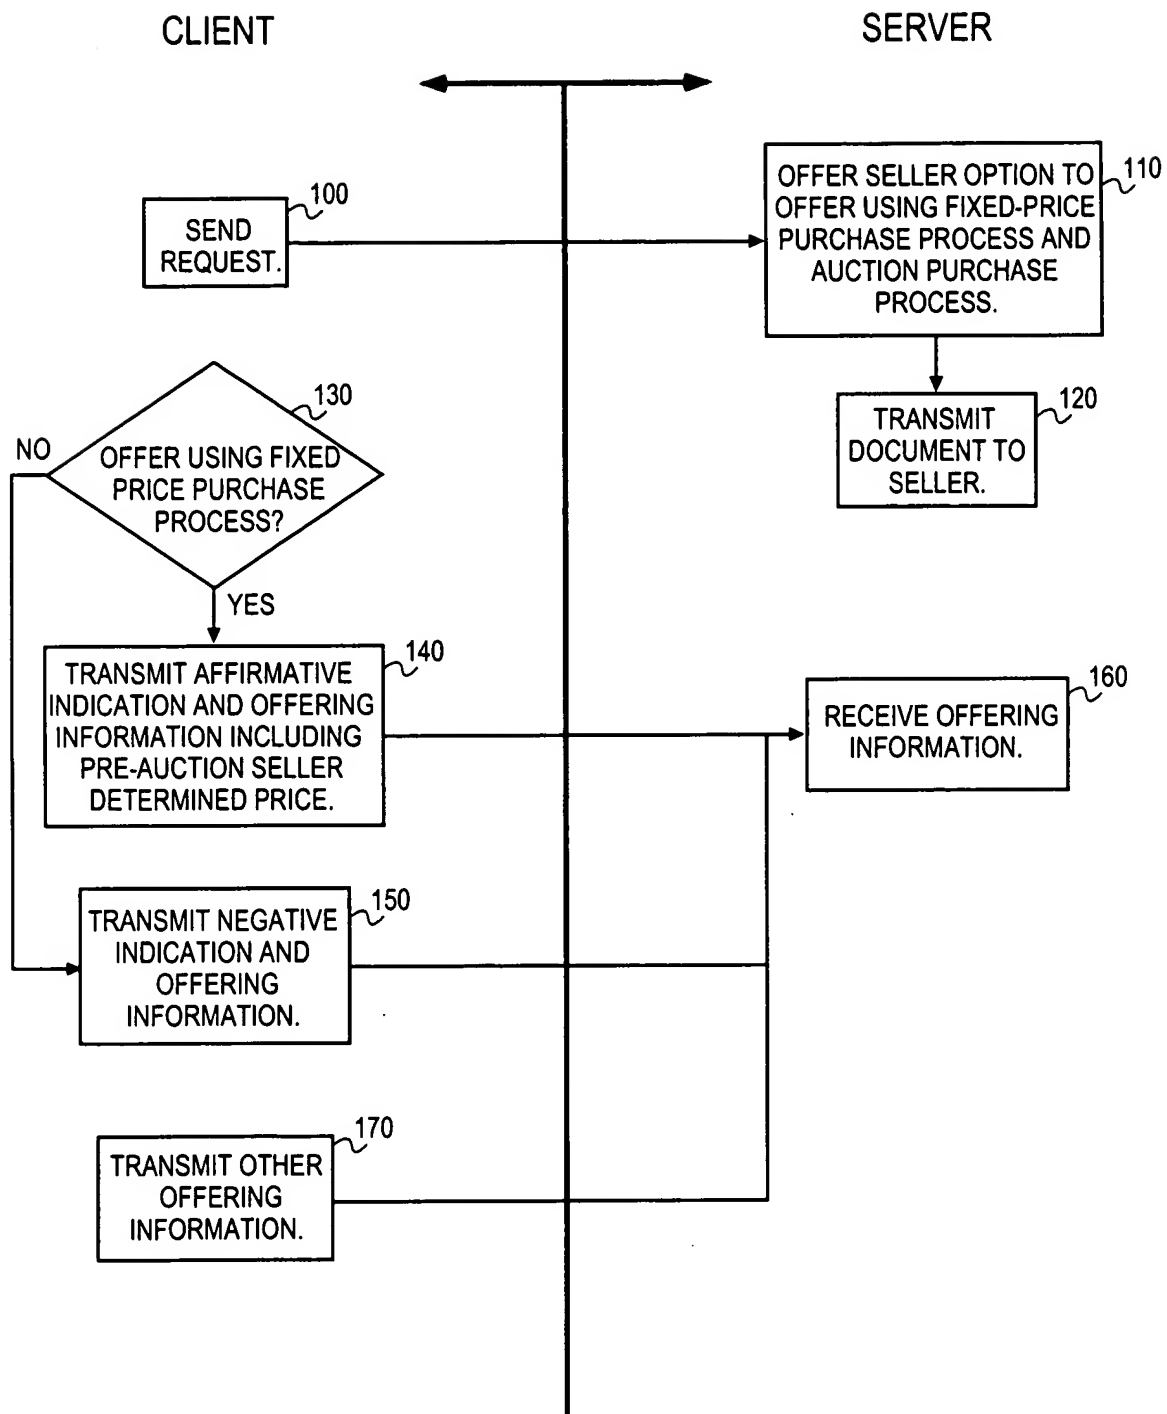 CLIENT
SERVER
100
SEND
REQUEST.
110
OFFER SELLER OPTION TO
OFFER USING FIXED-PRICE
PURCHASE PROCESS AND
AUCTION PURCHASE
PROCESS.
120
TRANSMIT
DOCUMENT TO
SELLER.
130
NO
OFFER USING FIXED
PRICE PURCHASE
PROCESS?
YES
140
TRANSMIT AFFIRMATIVE
INDICATION AND OFFERING
INFORMATION INCLUDING
PRE-AUCTION SELLER
DETERMINED PRICE.
160
RECEIVE OFFERING
INFORMATION.
150
TRANSMIT NEGATIVE
INDICATION AND
OFFERING
INFORMATION.
170
TRANSMIT OTHER
OFFERING
INFORMATION.